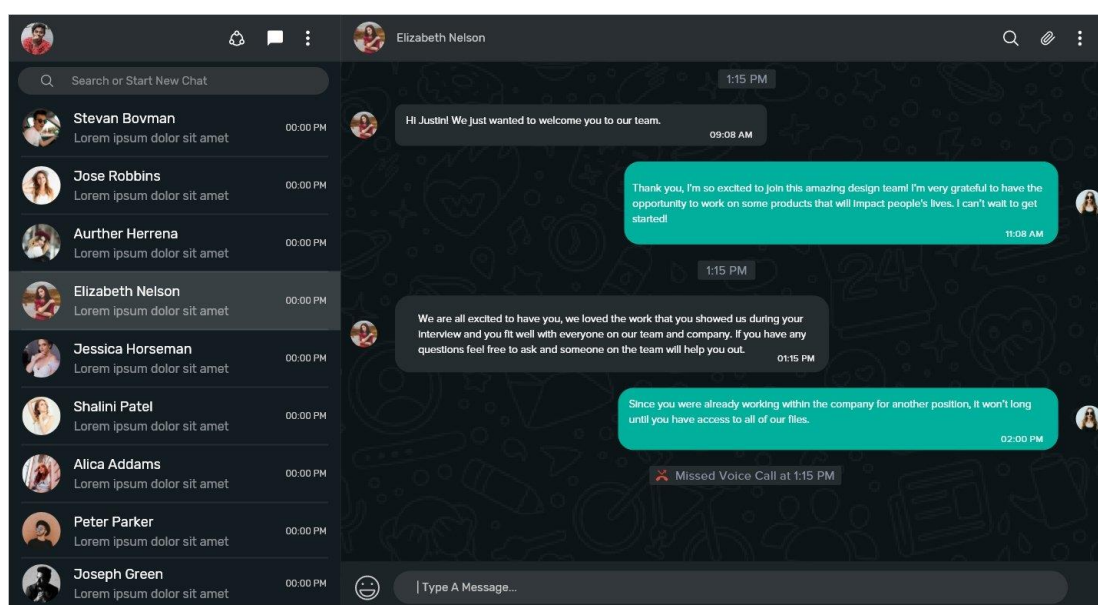 Search or Start New Chat
Stevan Bovman
Lorem ipsum dolor sit amet
00:00 PM
Jose Robbins
Lorem ipsum dolor sit amet
00:00 PM
Aurther Herrena
Lorem ipsum dolor sit amet
00:00 PM
Elizabeth Nelson
Lorem ipsum dolor sit amet
00:00 PM
Jessica Horseman
Lorem ipsum dolor sit amet
00:00 PM
Shalini Patel
Lorem ipsum dolor sit amet
00:00 PM
Alica Addams
Lorem ipsum dolor sit amet
00:00 PM
Peter Parker
Lorem ipsum dolor sit amet
00:00 PM
Joseph Green
Lorem ipsum dolor sit amet
00:00 PM
Elizabeth Nelson
1:15 PM
Hi Justin! We just wanted to welcome you to our team.
09:08 AM
Thank you, I'm so excited to join this amazing design team! I'm very grateful to have the
opportunity to work on some products that will impact people's lives. I can't wait to get
started!
11:08 AM
1:15 PM
We are all excited to have you, we loved the work that you showed us during your
interview and you fit well with everyone on our team and company. If you have any
questions feel free to ask and someone on the team will help you out.
01:15 PM
Since you were already working within the company for another position, it won't long
until you have access to all of our files.
02:00 PM
Missed Voice Call at 1:15 PM
Type A Message...